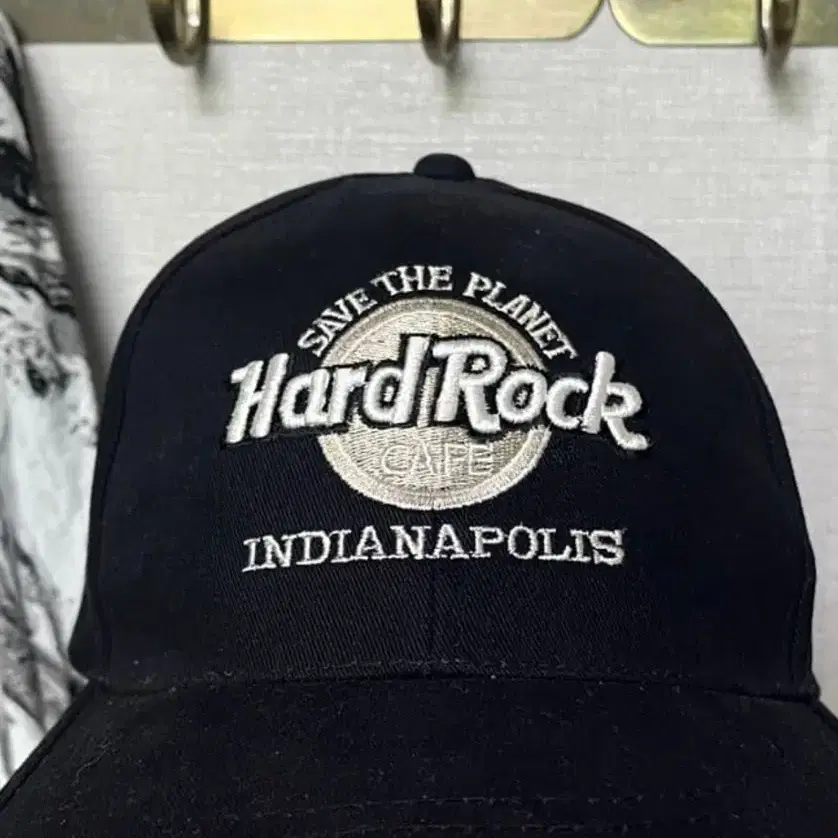 SAVE THE PLANET
Hard Rock
CAFE
INDIANAPOLIS